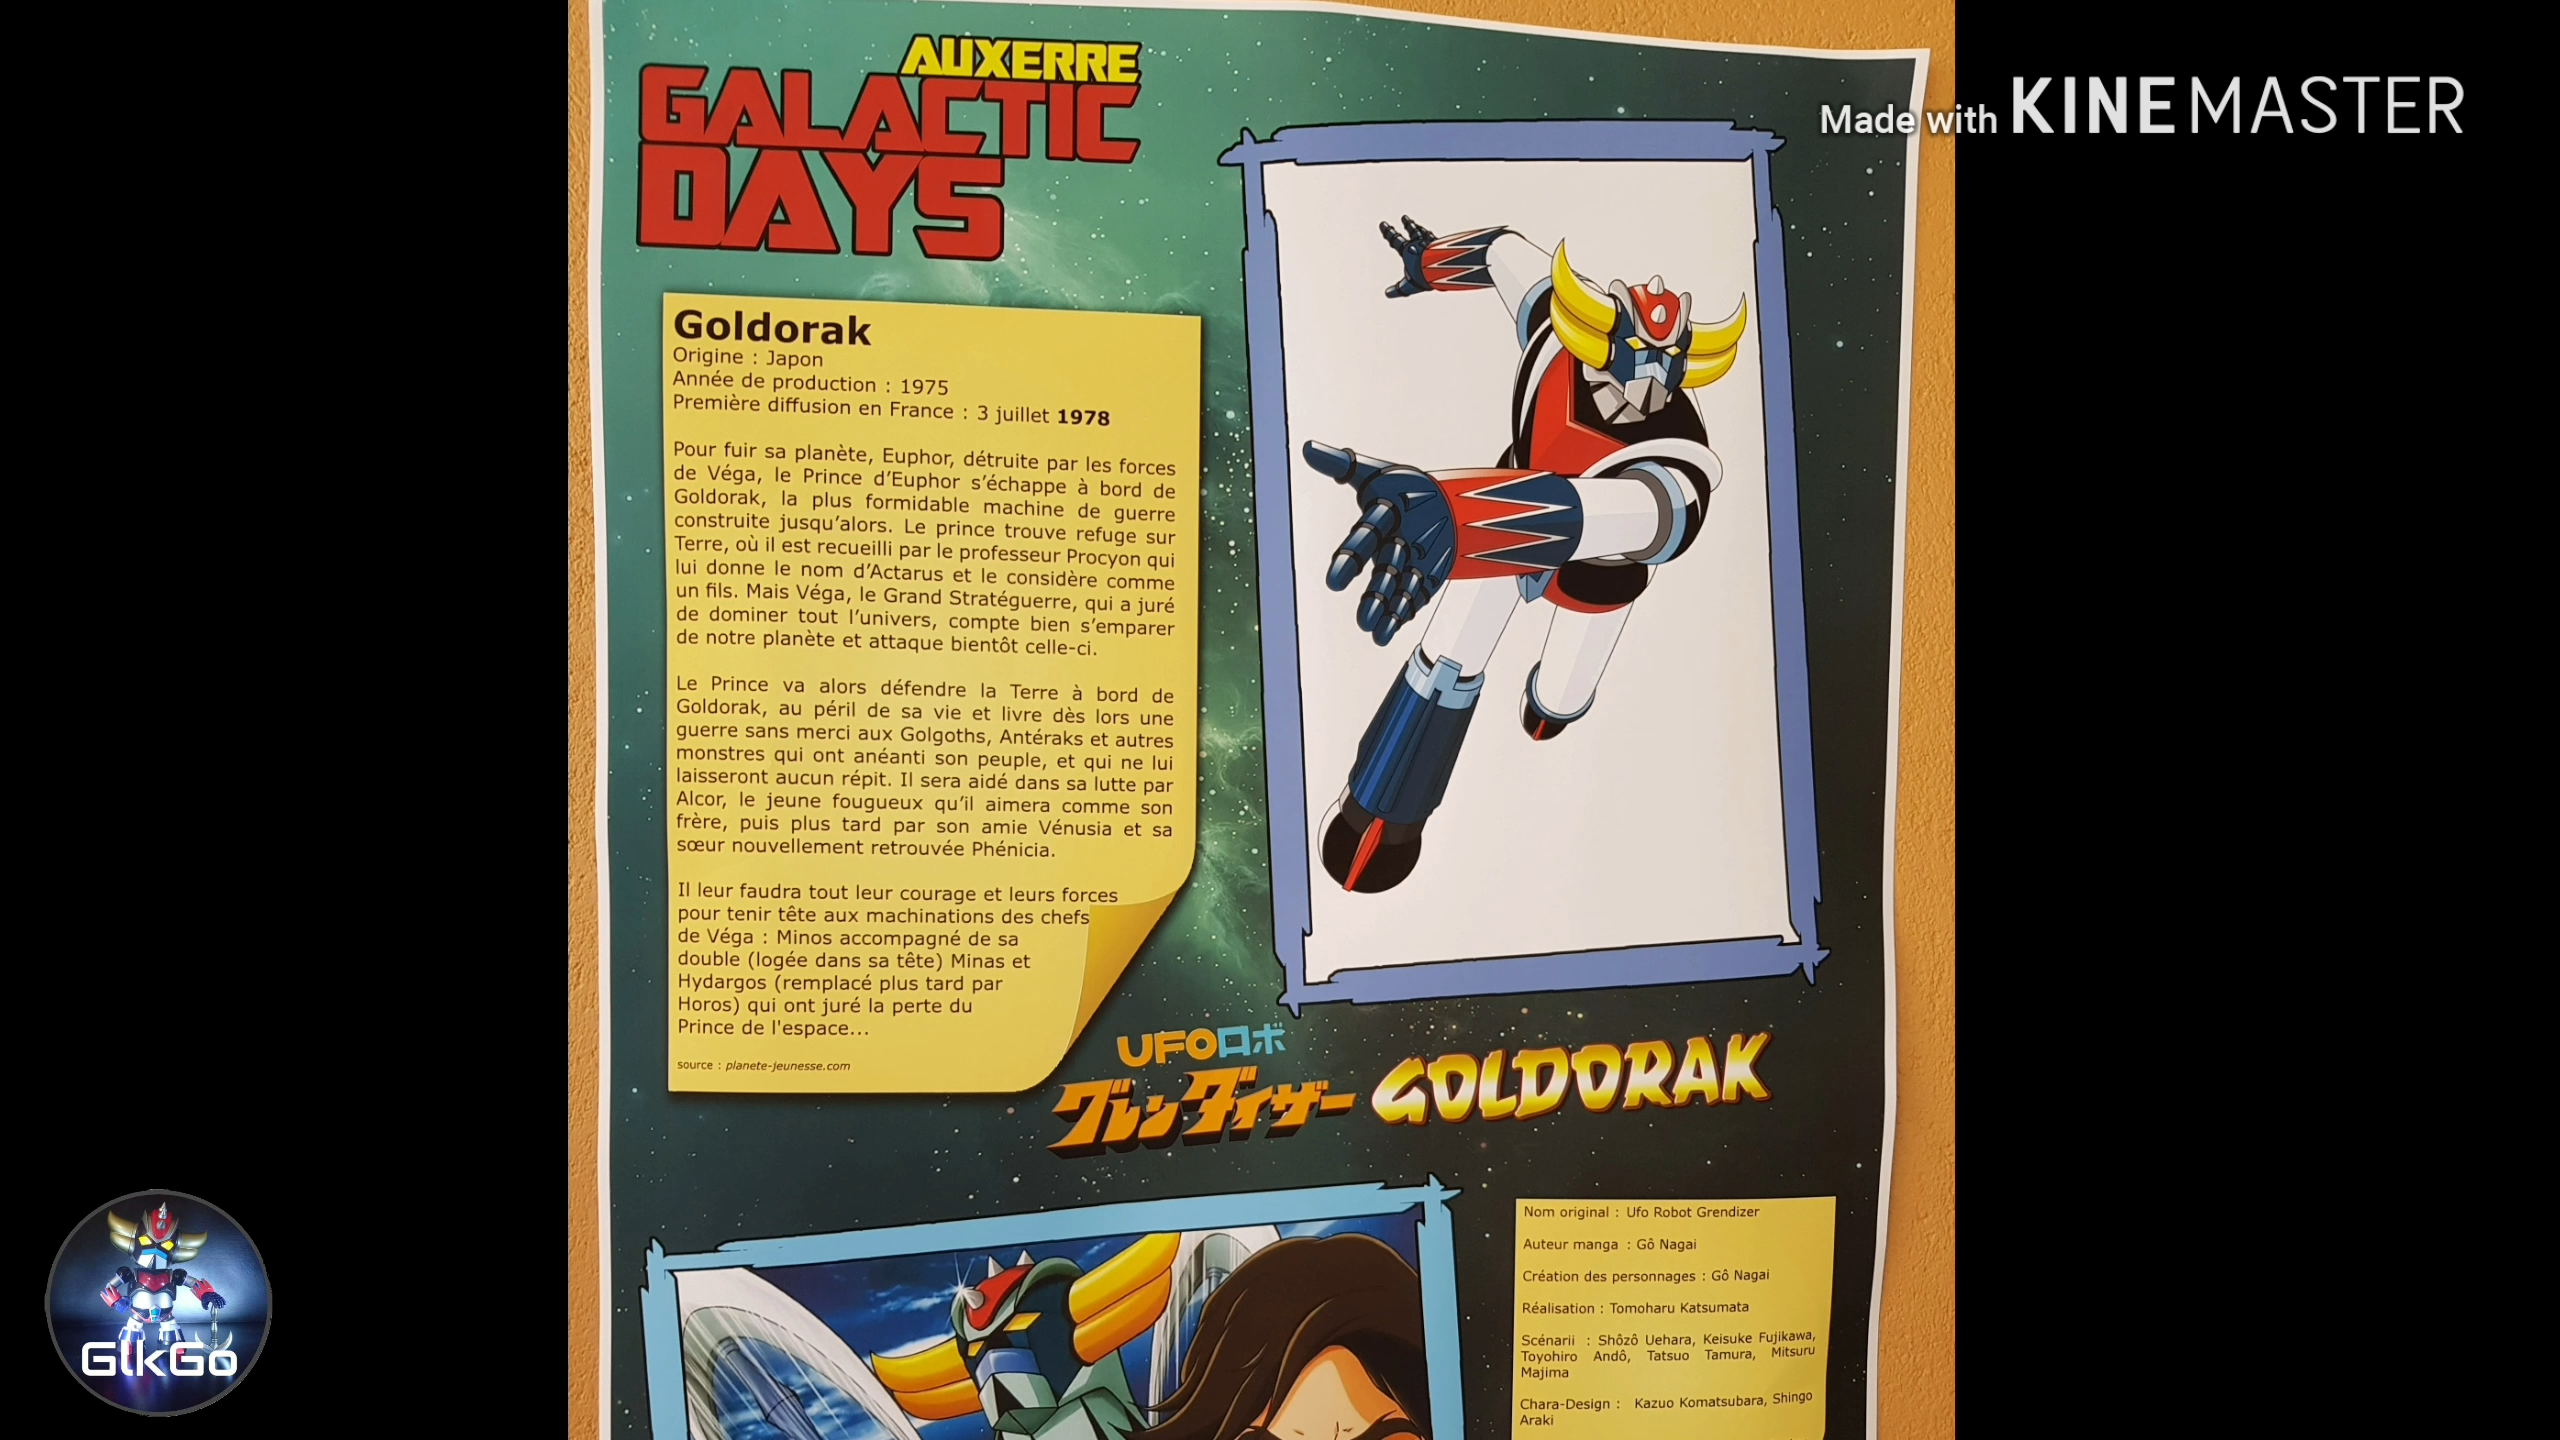 AUXERRE
GALACTIC
DAYS
Made with KINEMASTER
Goldorak
Origine : Japon
Année de production : 1975
Première diffusion en France : 3 juillet 1978
Pour fuir sa planète, Euphor, détruite par les forces
de Véga, le Prince d’Euphor s’échappe à bord de
Goldorak, la plus formidable machine de guerre
construite jusqu’alors. Le prince trouve refuge sur
Terre, où il est recueilli par le professeur Procyon qui
lui donne le nom d’Actarus et le considère comme
un fils. Mais Véga, le Grand Stratéguerre, qui a juré
de dominer tout l’univers, compte bien s’emparer
de notre planète et attaque bientôt celle-ci.
Le Prince va alors défendre la Terre à bord de
Goldorak, au péril de sa vie et livre dès lors une
guerre sans merci aux Golgoths, Antéraks et autres
monstres qui ont anéanti son peuple, et qui ne lui
laisseront aucun répit. Il sera aidé dans sa lutte par
Alcor, le jeune fougueux qu’il aimera comme son
frère, puis plus tard par son amie Vénusia et sa
sœur nouvellement retrouvée Phénicia.
Il leur faudra tout leur courage et leurs forces
pour tenir tête aux machinations des chefs
de Véga : Minos accompagné de sa
double (logée dans sa tête) Minas et
Hydargos (remplacé plus tard par
Horos) qui ont juré la perte du
Prince de l'espace...
source : planete-jeunesse.com
UFOロボ
グレンダイザー
GOLDORAK
Nom original : Ufo Robot Grendizer
Auteur manga : Gô Nagai
Création des personnages : Gô Nagai
Réalisation : Tomoharu Katsumata
Scénarii : Shôzô Uehara, Keisuke Fujikawa,
Toyohiro Andô, Tatsuo Tamura, Mitsuru
Majima
Chara-Design : Kazuo Komatsubara, Shingo
Araki
GlkGo